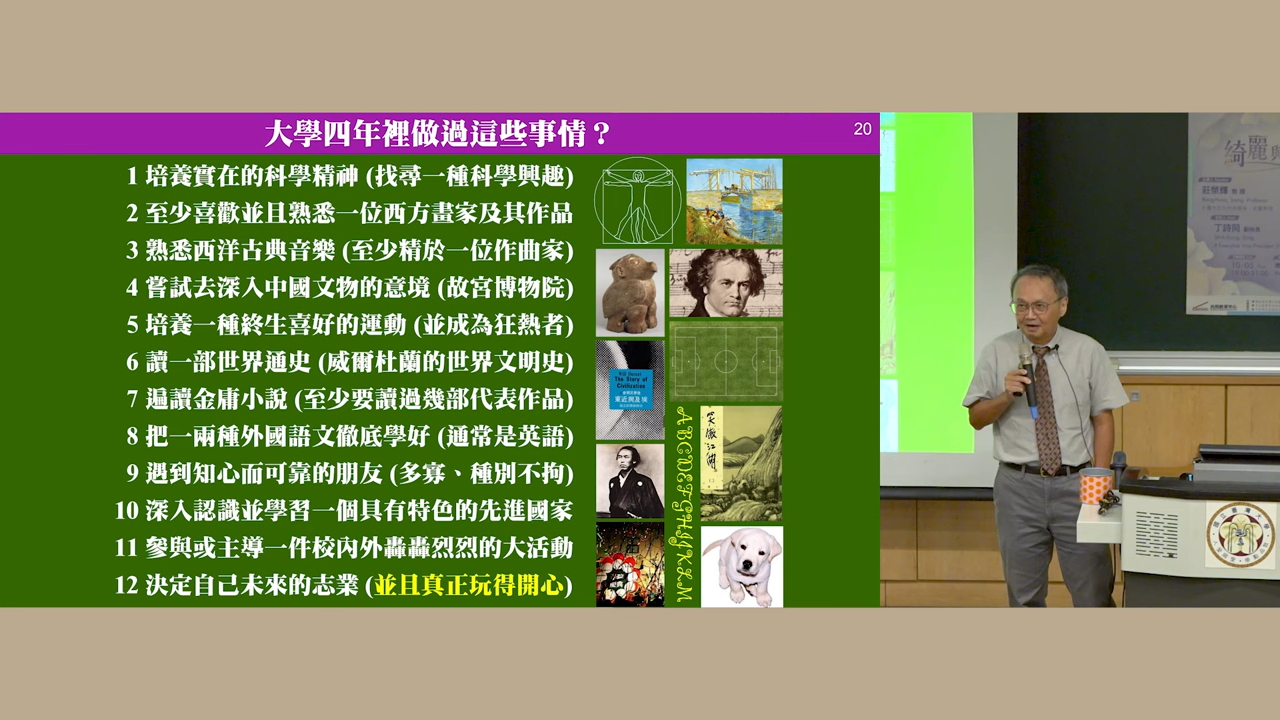 大學四年裡做過這些事情？
20
1 培養實在的科學精神 (找尋一種科學興趣)
2 至少喜歡並且熟悉一位西方畫家及其作品
3 熟悉西洋古典音樂 (至少精於一位作曲家)
4 嘗試去深入中國文物的意境 (故宮博物院)
5 培養一種終生喜好的運動 (並成為狂熱者)
6 讀一部世界通史 (威爾杜蘭的世界文明史)
7 遍讀金庸小說 (至少要讀過幾部代表作品)
8 把一兩種外國語文徹底學好 (通常是英語)
9 遇到知心而可靠的朋友 (多寡、種別不拘)
10 深入認識並學習一個具有特色的先進國家
11 參與或主導一件校內外轟轟烈烈的大活動
12 決定自己未來的志業 (並且真正玩得開心)
The Story of
Civilization
笑傲江湖
ABCDEFGHIJKLM
綺麗
莊榮輝
丁詩同